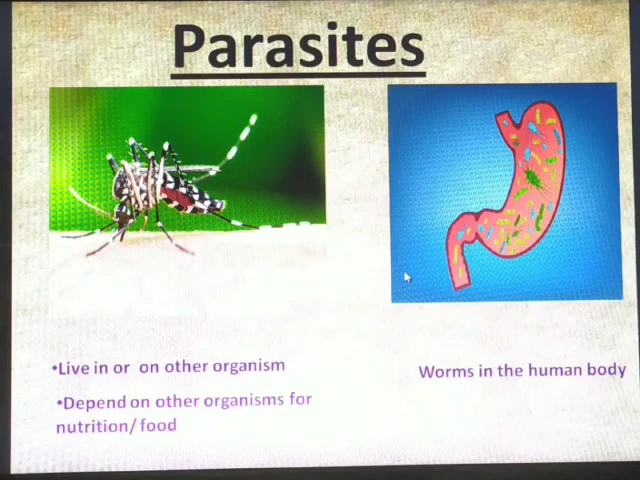 Parasites
•Live in or on other organism
•Depend on other organisms for
nutrition/ food
Worms in the human body